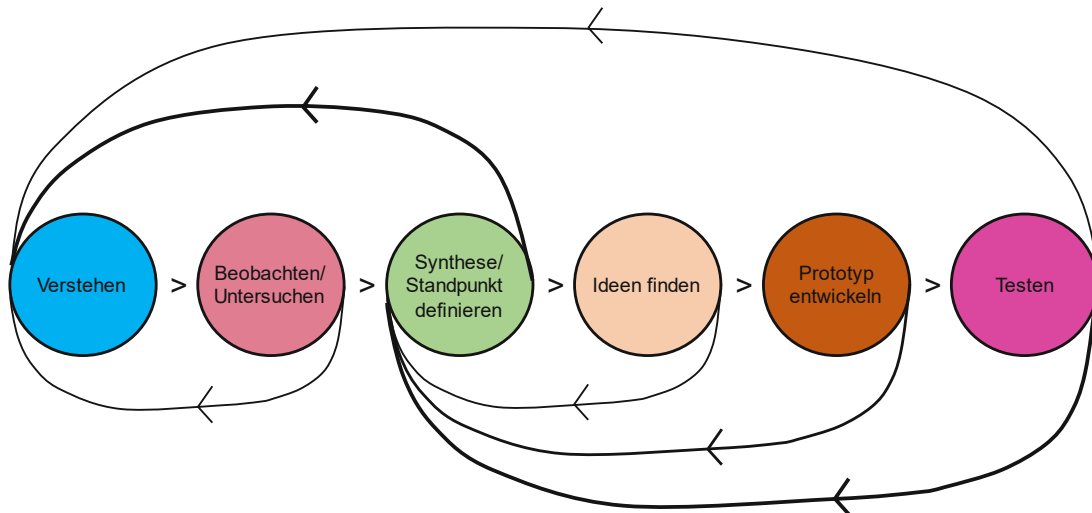 Verstehen
>
Beobachten/
Untersuchen
>
Synthese/
Standpunkt
definieren
>
Ideen finden
>
Prototyp
entwickeln
>
Testen